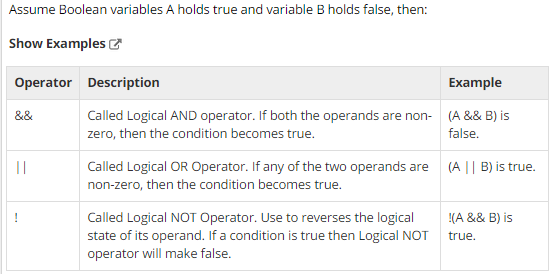 Assume Boolean variables A holds true and variable B holds false, then:
Show Examples
Operator Description Example
&& Called Logical AND operator. If both the operands are non- (A && B) is
zero, then the condition becomes true. false.
|| Called Logical OR Operator. If any of the two operands are (A || B) is true.
non-zero, then the condition becomes true.
! Called Logical NOT Operator. Use to reverses the logical !(A && B) is
state of its operand. If a condition is true then Logical NOT true.
operator will make false.